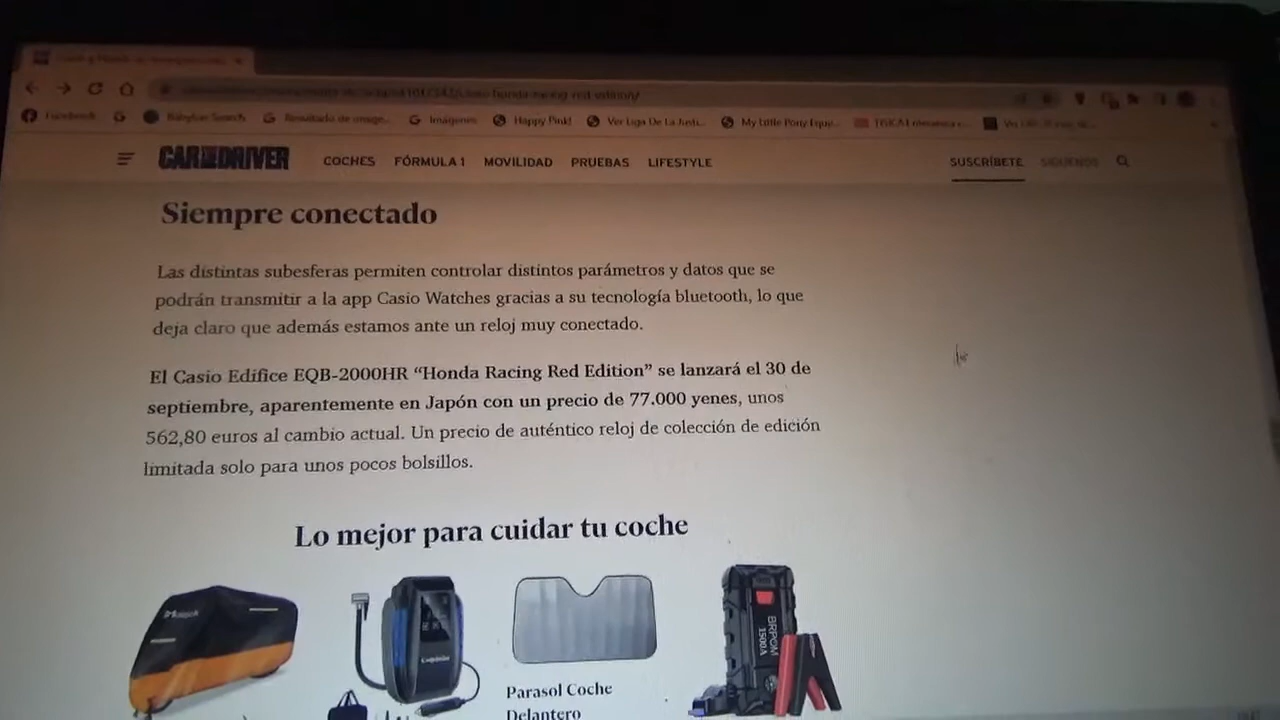 Facebook
Babylon Search
Resultado de image...
Imágenes
Happy Pink!
Ver Liga De La Justi...
My Little Pony Equy...
CAR AND DRIVER
COCHES FÓRMULA 1 MOVILIDAD PRUEBAS LIFESTYLE
SUSCRÍBETE SÍGUENOS
Siempre conectado
Las distintas subesferas permiten controlar distintos parámetros y datos que se
podrán transmitir a la app Casio Watches gracias a su tecnología bluetooth, lo que
deja claro que además estamos ante un reloj muy conectado.
El Casio Edifice EQB-2000HR “Honda Racing Red Edition” se lanzará el 30 de
septiembre, aparentemente en Japón con un precio de 77.000 yenes, unos
562,80 euros al cambio actual. Un precio de auténtico reloj de colección de edición
limitada solo para unos pocos bolsillos.
Lo mejor para cuidar tu coche
BRPOM
1500A
Parasol Coche
Delantero